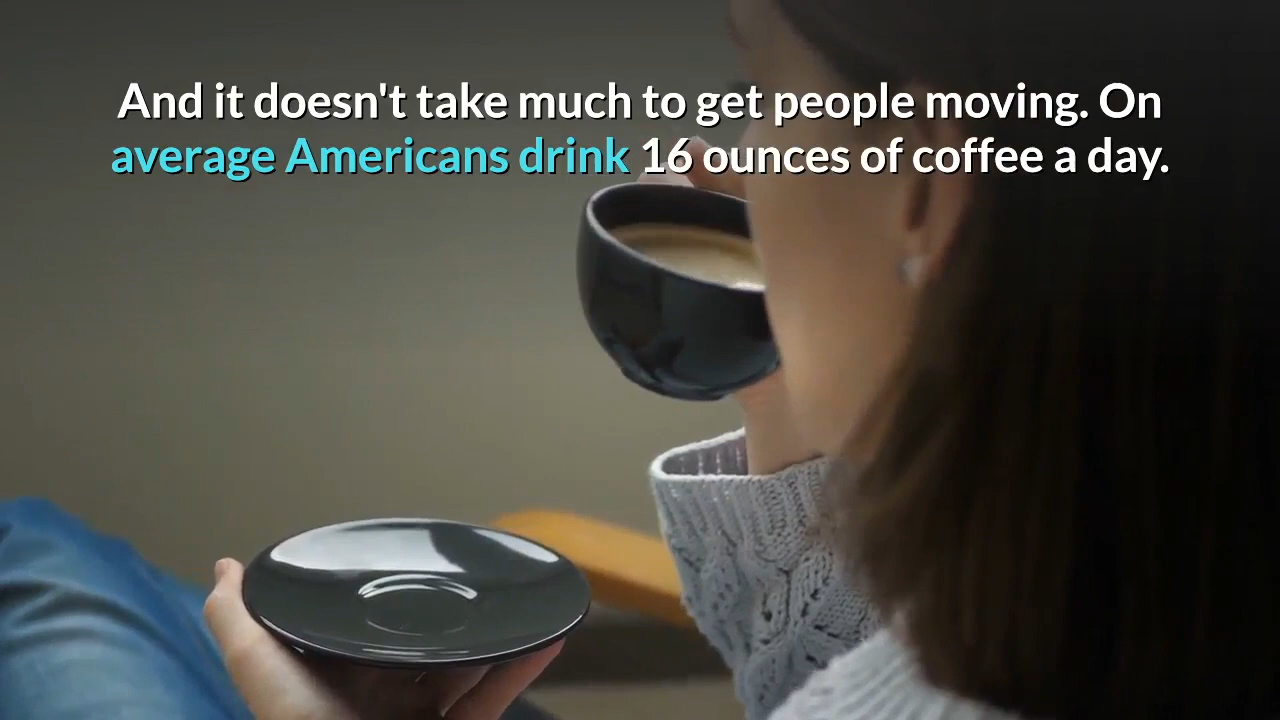 And it doesn't take much to get people moving. On
average Americans drink 16 ounces of coffee a day.